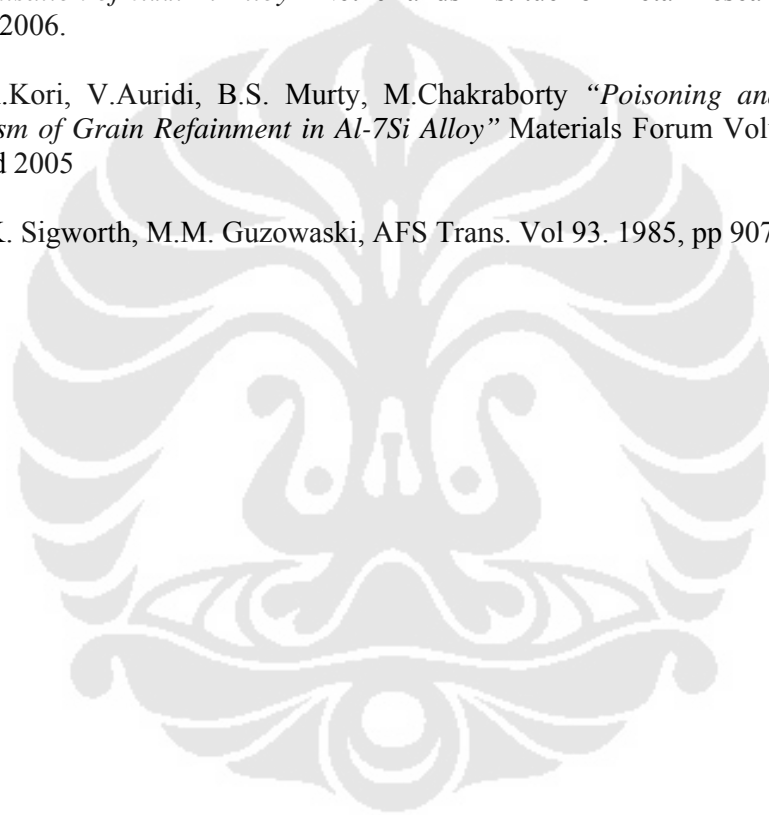 2006.
.Kori, V.Auridi, B.S. Murty, M.Chakraborty “Poisoning and
ism of Grain Refainment in Al-7Si Alloy” Materials Forum Vol
d 2005
K. Sigworth, M.M. Guzowaski, AFS Trans. Vol 93. 1985, pp 907